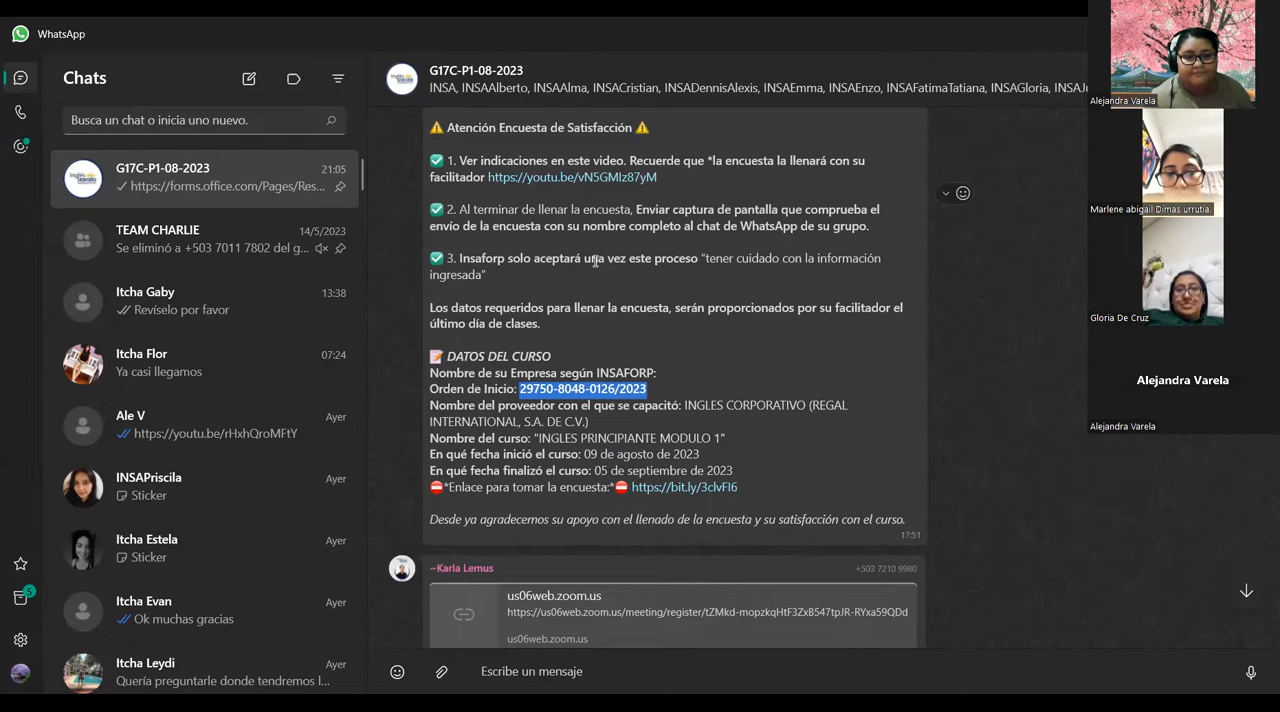 WhatsApp
Chats
Busca un chat o inicia uno nuevo.
G17C-P1-08-2023
21:05
https://forms.office.com/Pages/Res...
TEAM CHARLIE
14/5/2023
Se eliminó a +503 7011 7802 del g...
Itcha Gaby
13:38
Revíselo por favor
Itcha Flor
07:24
Ya casi llegamos
Ale V
Ayer
https://youtu.be/rHxhQroMFtY
INSAPriscila
Ayer
Sticker
Itcha Estela
Ayer
Sticker
Itcha Evan
Ayer
Ok muchas gracias
Itcha Leydi
Ayer
Quería preguntarle donde tendremos l...
5
G17C-P1-08-2023
INSA, INSAAlberto, INSAAlma, INSACristian, INSADennisAlexis, INSAEmma, INSAEnzo, INSAFatimaTatiana, INSAGloria, INSAJu
Atención Encuesta de Satisfacción
1. Ver indicaciones en este video. Recuerde que *la encuesta la llenará con su
facilitador https://youtu.be/vN5GMIz87yM
2. Al terminar de llenar la encuesta, Enviar captura de pantalla que comprueba el
envío de la encuesta con su nombre completo al chat de WhatsApp de su grupo.
3. Insaforp solo aceptará una vez este proceso “tener cuidado con la información
ingresada”
Los datos requeridos para llenar la encuesta, serán proporcionados por su facilitador el
último día de clases.
DATOS DEL CURSO
Nombre de su Empresa según INSAFORP:
Orden de Inicio: 29750-8048-0126/2023
Nombre del proveedor con el que se capacitó: INGLES CORPORATIVO (REGAL
INTERNATIONAL, S.A. DE C.V.)
Nombre del curso: "INGLES PRINCIPIANTE MODULO 1"
En qué fecha inició el curso: 09 de agosto de 2023
En qué fecha finalizó el curso: 05 de septiembre de 2023
*Enlace para tomar la encuesta:* https://bit.ly/3clvFI6
Desde ya agradecemos su apoyo con el llenado de la encuesta y su satisfacción con el curso.
17:51
~Karla Lemus
+503 7210 9980
us06web.zoom.us
https://us06web.zoom.us/meeting/register/tZMkd-mopzkqHtF3ZxB547tpJR-RYxa59QDd
us06web.zoom.us
Escribe un mensaje
Alejandra Varela
Marlene abigail Dimas urrutia.
Gloria De Cruz
Alejandra Varela
Alejandra Varela